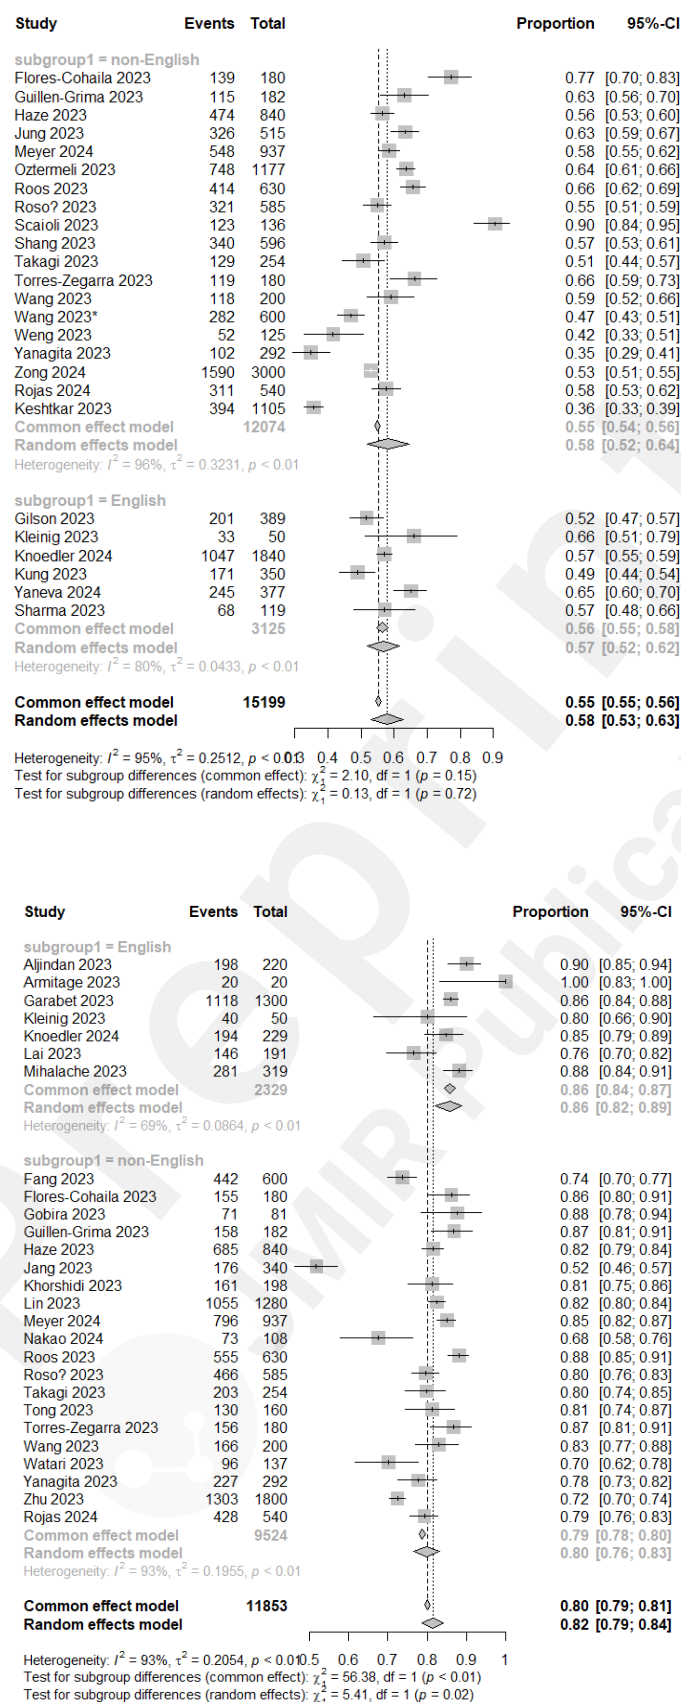 Study Events Total Proportion 95%-CI
subgroup1 = non-English
Flores-Cohaila 2023 139 180 0.77 [0.70; 0.83]
Guillen-Grima 2023 115 182 0.63 [0.56; 0.70]
Haze 2023 474 840 0.56 [0.53; 0.60]
Jung 2023 326 515 0.63 [0.59; 0.67]
Meyer 2024 548 937 0.58 [0.55; 0.62]
Oztermeli 2023 748 1177 0.64 [0.61; 0.66]
Roos 2023 414 630 0.66 [0.62; 0.69]
Roso? 2023 321 585 0.55 [0.51; 0.59]
Scaioli 2023 123 136 0.90 [0.84; 0.95]
Shang 2023 340 596 0.57 [0.53; 0.61]
Takagi 2023 129 254 0.51 [0.44; 0.57]
Torres-Zegarra 2023 119 180 0.66 [0.59; 0.73]
Wang 2023 118 200 0.59 [0.52; 0.66]
Wang 2023* 282 600 0.47 [0.43; 0.51]
Weng 2023 52 125 0.42 [0.33; 0.51]
Yanagita 2023 102 292 0.35 [0.29; 0.41]
Zong 2024 1590 3000 0.53 [0.51; 0.55]
Rojas 2024 311 540 0.58 [0.53; 0.62]
Keshtkar 2023 394 1105 0.36 [0.33; 0.39]
Common effect model 12074 0.55 [0.54; 0.56]
Random effects model 0.58 [0.52; 0.64]
Heterogeneity: I² = 96%, τ² = 0.3231, p < 0.01
subgroup1 = English
Gilson 2023 201 389 0.52 [0.47; 0.57]
Kleinig 2023 33 50 0.66 [0.51; 0.79]
Knoedler 2024 1047 1840 0.57 [0.55; 0.59]
Kung 2023 171 350 0.49 [0.44; 0.54]
Yaneva 2024 245 377 0.65 [0.60; 0.70]
Sharma 2023 68 119 0.57 [0.48; 0.66]
Common effect model 3125 0.56 [0.55; 0.58]
Random effects model 0.57 [0.52; 0.62]
Heterogeneity: I² = 80%, τ² = 0.0433, p < 0.01
Common effect model 15199 0.55 [0.55; 0.56]
Random effects model 0.58 [0.53; 0.63]
Heterogeneity: I² = 95%, τ² = 0.2512, p < 0.01
0.3 0.4 0.5 0.6 0.7 0.8 0.9
Test for subgroup differences (common effect): χ₁² = 2.10, df = 1 (p = 0.15)
Test for subgroup differences (random effects): χ₁² = 0.13, df = 1 (p = 0.72)
Study Events Total Proportion 95%-CI
subgroup1 = English
Aljindan 2023 198 220 0.90 [0.85; 0.94]
Armitage 2023 20 20 1.00 [0.83; 1.00]
Garabet 2023 1118 1300 0.86 [0.84; 0.88]
Kleinig 2023 40 50 0.80 [0.66; 0.90]
Knoedler 2024 194 229 0.85 [0.79; 0.89]
Lai 2023 146 191 0.76 [0.70; 0.82]
Mihalache 2023 281 319 0.88 [0.84; 0.91]
Common effect model 2329 0.86 [0.84; 0.87]
Random effects model 0.86 [0.82; 0.89]
Heterogeneity: I² = 69%, τ² = 0.0864, p < 0.01
subgroup1 = non-English
Fang 2023 442 600 0.74 [0.70; 0.77]
Flores-Cohaila 2023 155 180 0.86 [0.80; 0.91]
Gobira 2023 71 81 0.88 [0.78; 0.94]
Guillen-Grima 2023 158 182 0.87 [0.81; 0.91]
Haze 2023 685 840 0.82 [0.79; 0.84]
Jang 2023 176 340 0.52 [0.46; 0.57]
Khorshidi 2023 161 198 0.81 [0.75; 0.86]
Lin 2023 1055 1280 0.82 [0.80; 0.84]
Meyer 2024 796 937 0.85 [0.82; 0.87]
Nakao 2024 73 108 0.68 [0.58; 0.76]
Roos 2023 555 630 0.88 [0.85; 0.91]
Roso? 2023 466 585 0.80 [0.76; 0.83]
Takagi 2023 203 254 0.80 [0.74; 0.85]
Tong 2023 130 160 0.81 [0.74; 0.87]
Torres-Zegarra 2023 156 180 0.87 [0.81; 0.91]
Wang 2023 166 200 0.83 [0.77; 0.88]
Watari 2023 96 137 0.70 [0.62; 0.78]
Yanagita 2023 227 292 0.78 [0.73; 0.82]
Zhu 2023 1303 1800 0.72 [0.70; 0.74]
Rojas 2024 428 540 0.79 [0.76; 0.83]
Common effect model 9524 0.79 [0.78; 0.80]
Random effects model 0.80 [0.76; 0.83]
Heterogeneity: I² = 93%, τ² = 0.1955, p < 0.01
Common effect model 11853 0.80 [0.79; 0.81]
Random effects model 0.82 [0.79; 0.84]
Heterogeneity: I² = 93%, τ² = 0.2054, p < 0.01
0.5 0.6 0.7 0.8 0.9 1
Test for subgroup differences (common effect): χ₁² = 56.38, df = 1 (p < 0.01)
Test for subgroup differences (random effects): χ₁² = 5.41, df = 1 (p = 0.02)
Preprint
JMIR Publica